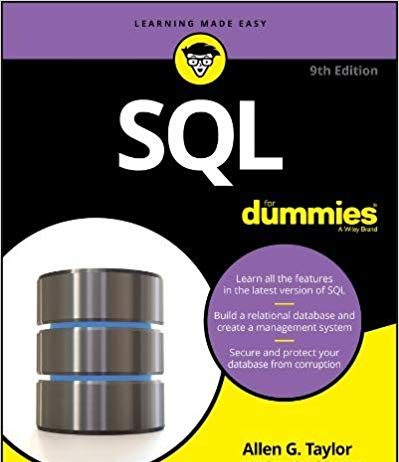 LEARNING MADE EASY
9th Edition
SQL
for
dummies
A Wiley Brand
Learn all the features
in the latest version of SQL
Build a relational database and
create a management system
Secure and protect your
database from corruption
Allen G. Taylor